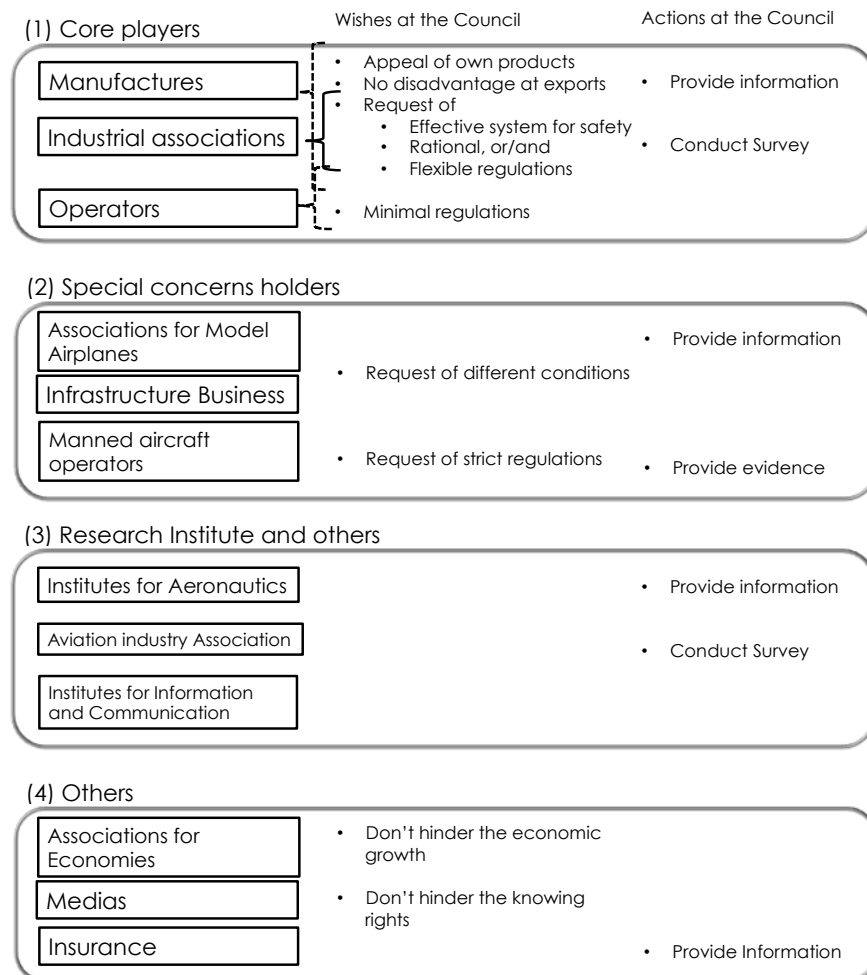 Wishes at the Council
Actions at the Council
(1) Core players
Manufactures
Industrial associations
Operators
• Appeal of own products
• No disadvantage at exports
• Request of
• Effective system for safety
• Rational, or/and
• Flexible regulations
• Minimal regulations
• Provide information
• Conduct Survey
(2) Special concerns holders
Associations for Model
Airplanes
Infrastructure Business
Manned aircraft
operators
• Request of different conditions
• Request of strict regulations
• Provide information
• Provide evidence
(3) Research Institute and others
Institutes for Aeronautics
Aviation industry Association
Institutes for Information
and Communication
• Provide information
• Conduct Survey
(4) Others
Associations for
Economies
Medias
Insurance
• Don't hinder the economic
growth
• Don't hinder the knowing
rights
• Provide Information